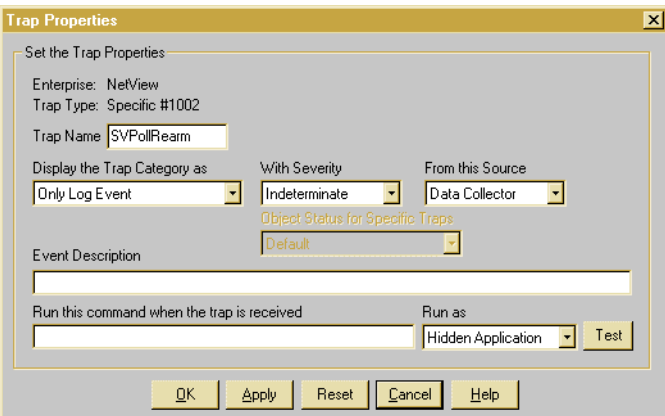 Trap Properties
Set the Trap Properties
Enterprise: NetView
Trap Type: Specific #1002
Trap Name SVPollRearm
Display the Trap Category as With Severity From this Source
Only Log Event Indeterminate Data Collector
Object Status for Specific Traps
Default
Event Description
Run this command when the trap is received Run as
Hidden Application Test
OK Apply Reset Cancel Help